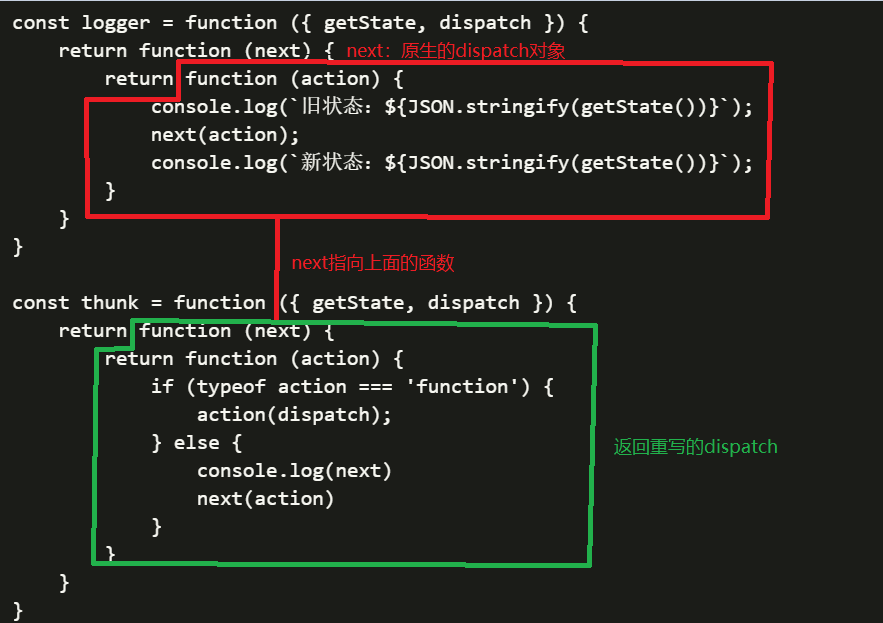 const logger = function ({ getState, dispatch }) {
    return function (next) { next：原生的dispatch对象
        return function (action) {
            console.log(`旧状态：${JSON.stringify(getState())}`);
            next(action);
            console.log(`新状态：${JSON.stringify(getState())}`);
        }
    }
}
next指向上面的函数
const thunk = function ({ getState, dispatch }) {
    return function (next) {
        return function (action) {
            if (typeof action === 'function') {
                action(dispatch);
            } else {
返回重写的dispatch
                console.log(next)
                next(action)
            }
        }
    }
}